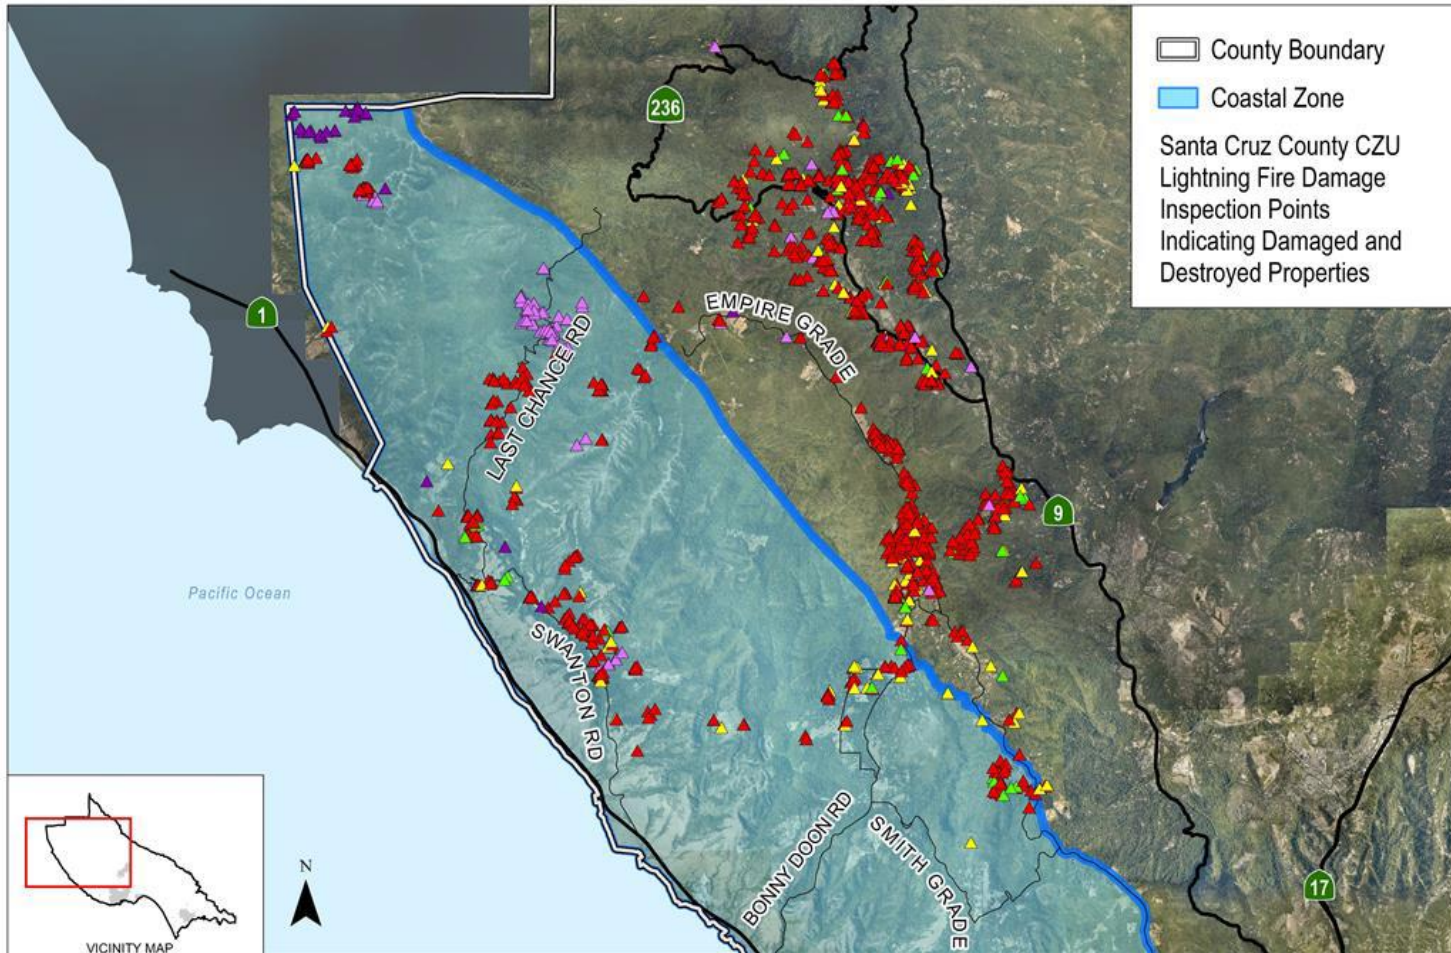 County Boundary
Coastal Zone
Santa Cruz County CZU
Lightning Fire Damage
Inspection Points
Indicating Damaged and
Destroyed Properties
236
1
EMPIRE GRADE
LAST CHANCE RD
9
Pacific Ocean
SWANTON RD
BONNY DOON RD
SMITH GRADE
17
N
VICINITY MAP